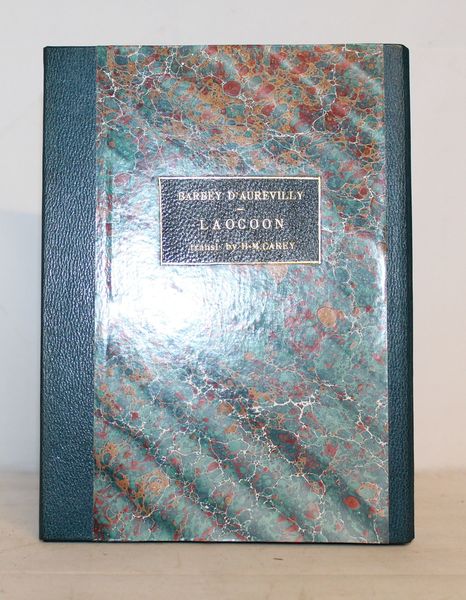 BARBEY D'AUREVILLY
—
LAOCOON
transl. by H-M. CAREY